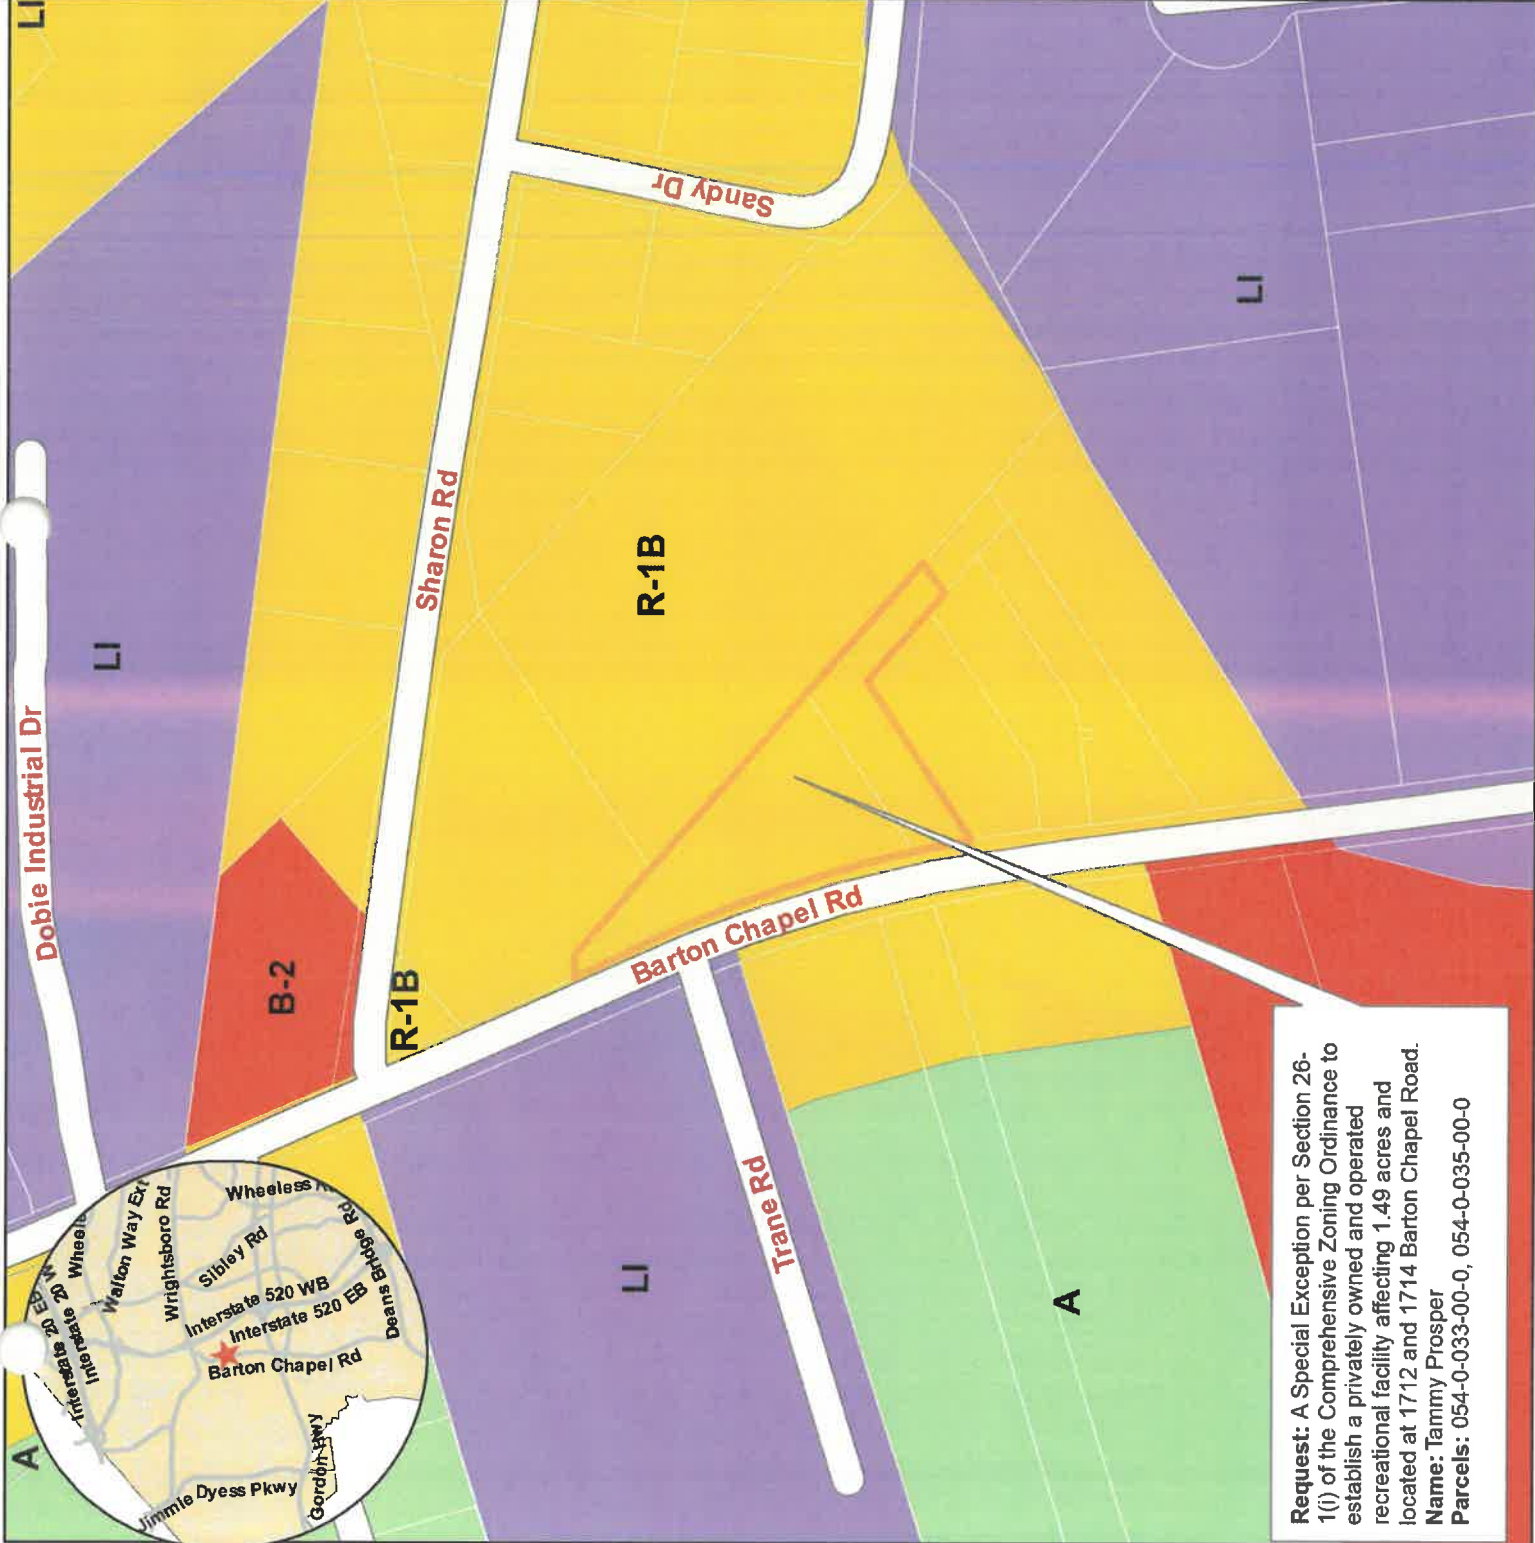 LI
Dobie Industrial Dr
LI
Sharon Rd
Sandy Dr
R-1B
LI
B-2
R-1B
Barton Chapel Rd
Trane Rd
LI
A
A
Interstate 20 EB
Interstate 20 W
Wheele
Walton Way Ext
Wrightsboro Rd
Wheeless R
Sibley Rd
Interstate 520 WB
Interstate 520 EB
Deans Bridge Rd
Barton Chapel Rd
Gordon Hwy
Jimmie Dyess Pkwy
Request: A Special Exception per Section 26-
1(i) of the Comprehensive Zoning Ordinance to
establish a privately owned and operated
recreational facility affecting 1.49 acres and
located at 1712 and 1714 Barton Chapel Road.
Name: Tammy Prosper
Parcels: 054-0-033-00-0, 054-0-035-00-0